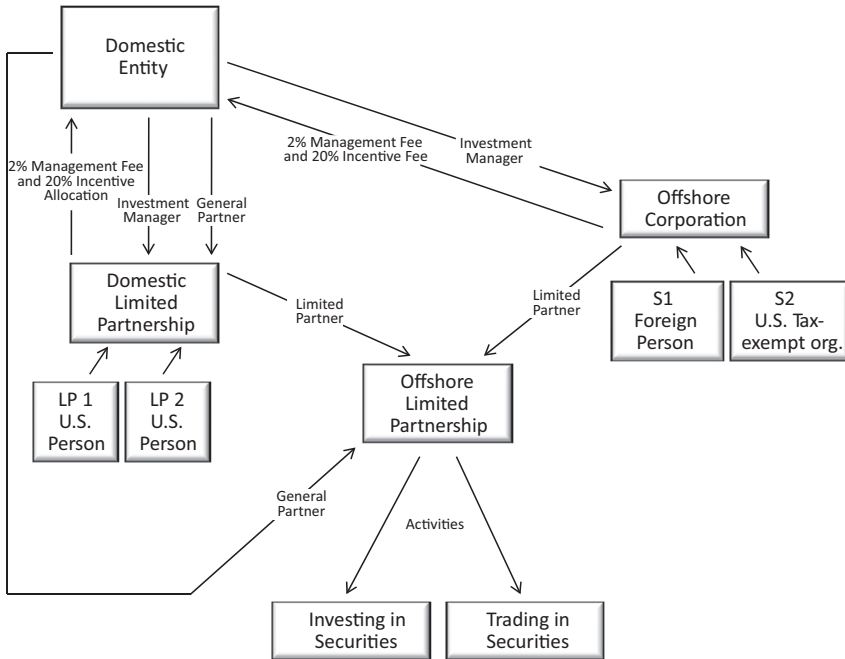 Domestic
Entity
2% Management Fee
and 20% Incentive Fee
Investment
Manager
2% Management Fee
and 20% Incentive
Allocation
Investment
Manager
General
Partner
Offshore
Corporation
Domestic
Limited
Partnership
Limited
Partner
Limited
Partner
S1
Foreign
Person
S2
U.S. Tax-
exempt org.
LP 1
U.S.
Person
LP 2
U.S.
Person
Offshore
Limited
Partnership
General
Partner
Activities
Investing in
Securities
Trading in
Securities